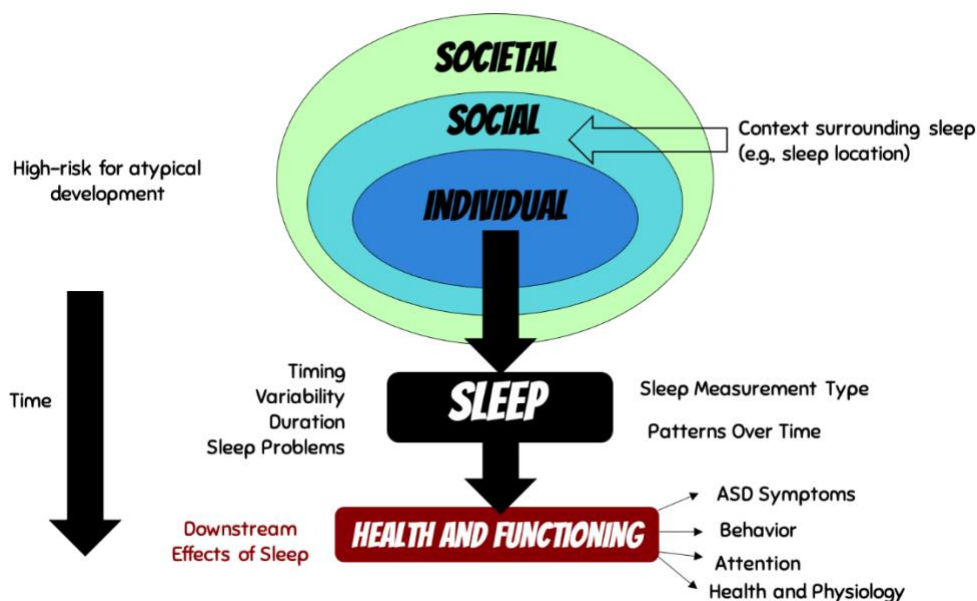 SOCIETAL
SOCIAL
Context surrounding sleep
(e.g., sleep location)
High-risk for atypical
development
INDIVIDUAL
Time
Timing
Variability
Duration
Sleep Problems
SLEEP
Sleep Measurement Type
Patterns Over Time
Downstream
Effects of Sleep
HEALTH AND FUNCTIONING
ASD Symptoms
Behavior
Attention
Health and Physiology